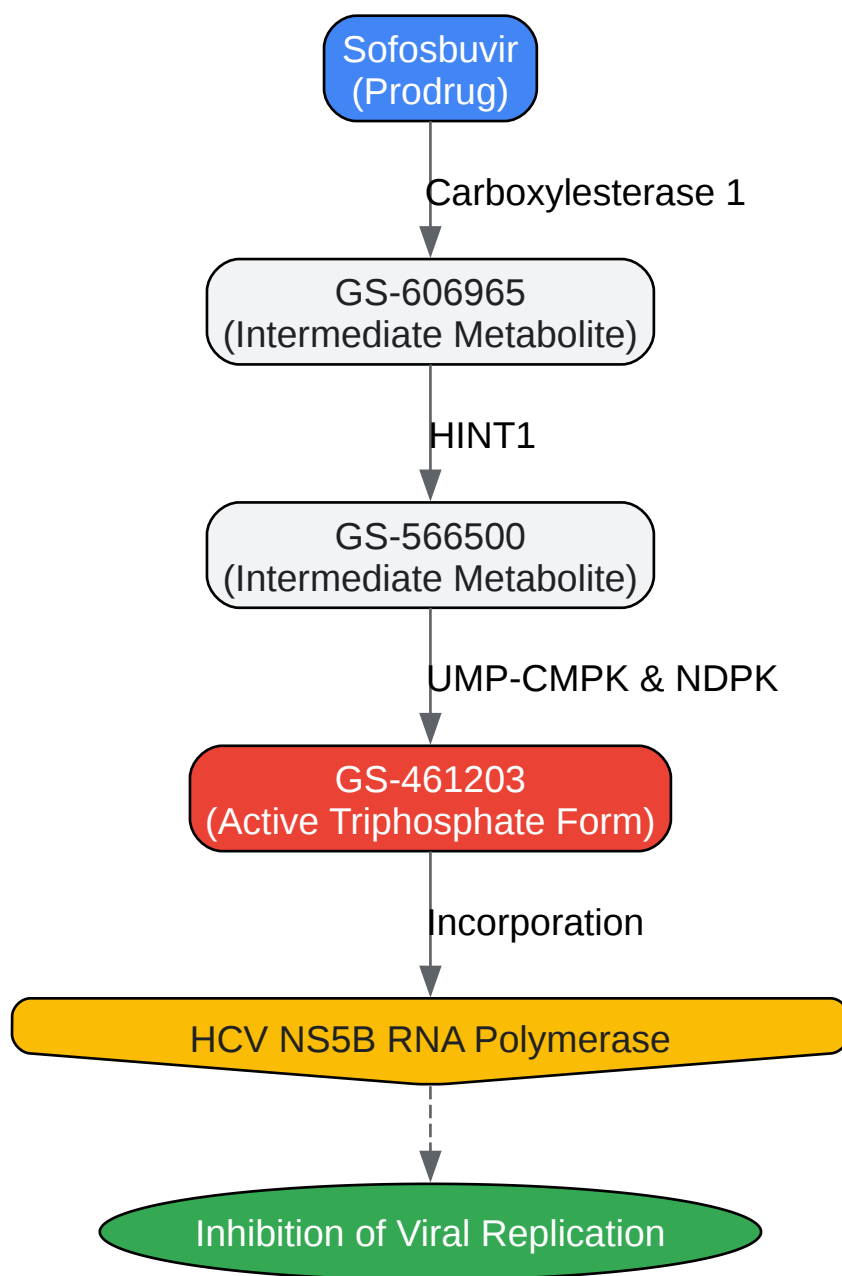 Sofosbuvir
(Prodrug)
Carboxylesterase 1
GS-606965
(Intermediate Metabolite)
HINT1
GS-566500
(Intermediate Metabolite)
UMP-CMPK & NDPK
GS-461203
(Active Triphosphate Form)
Incorporation
HCV NS5B RNA Polymerase
Inhibition of Viral Replication